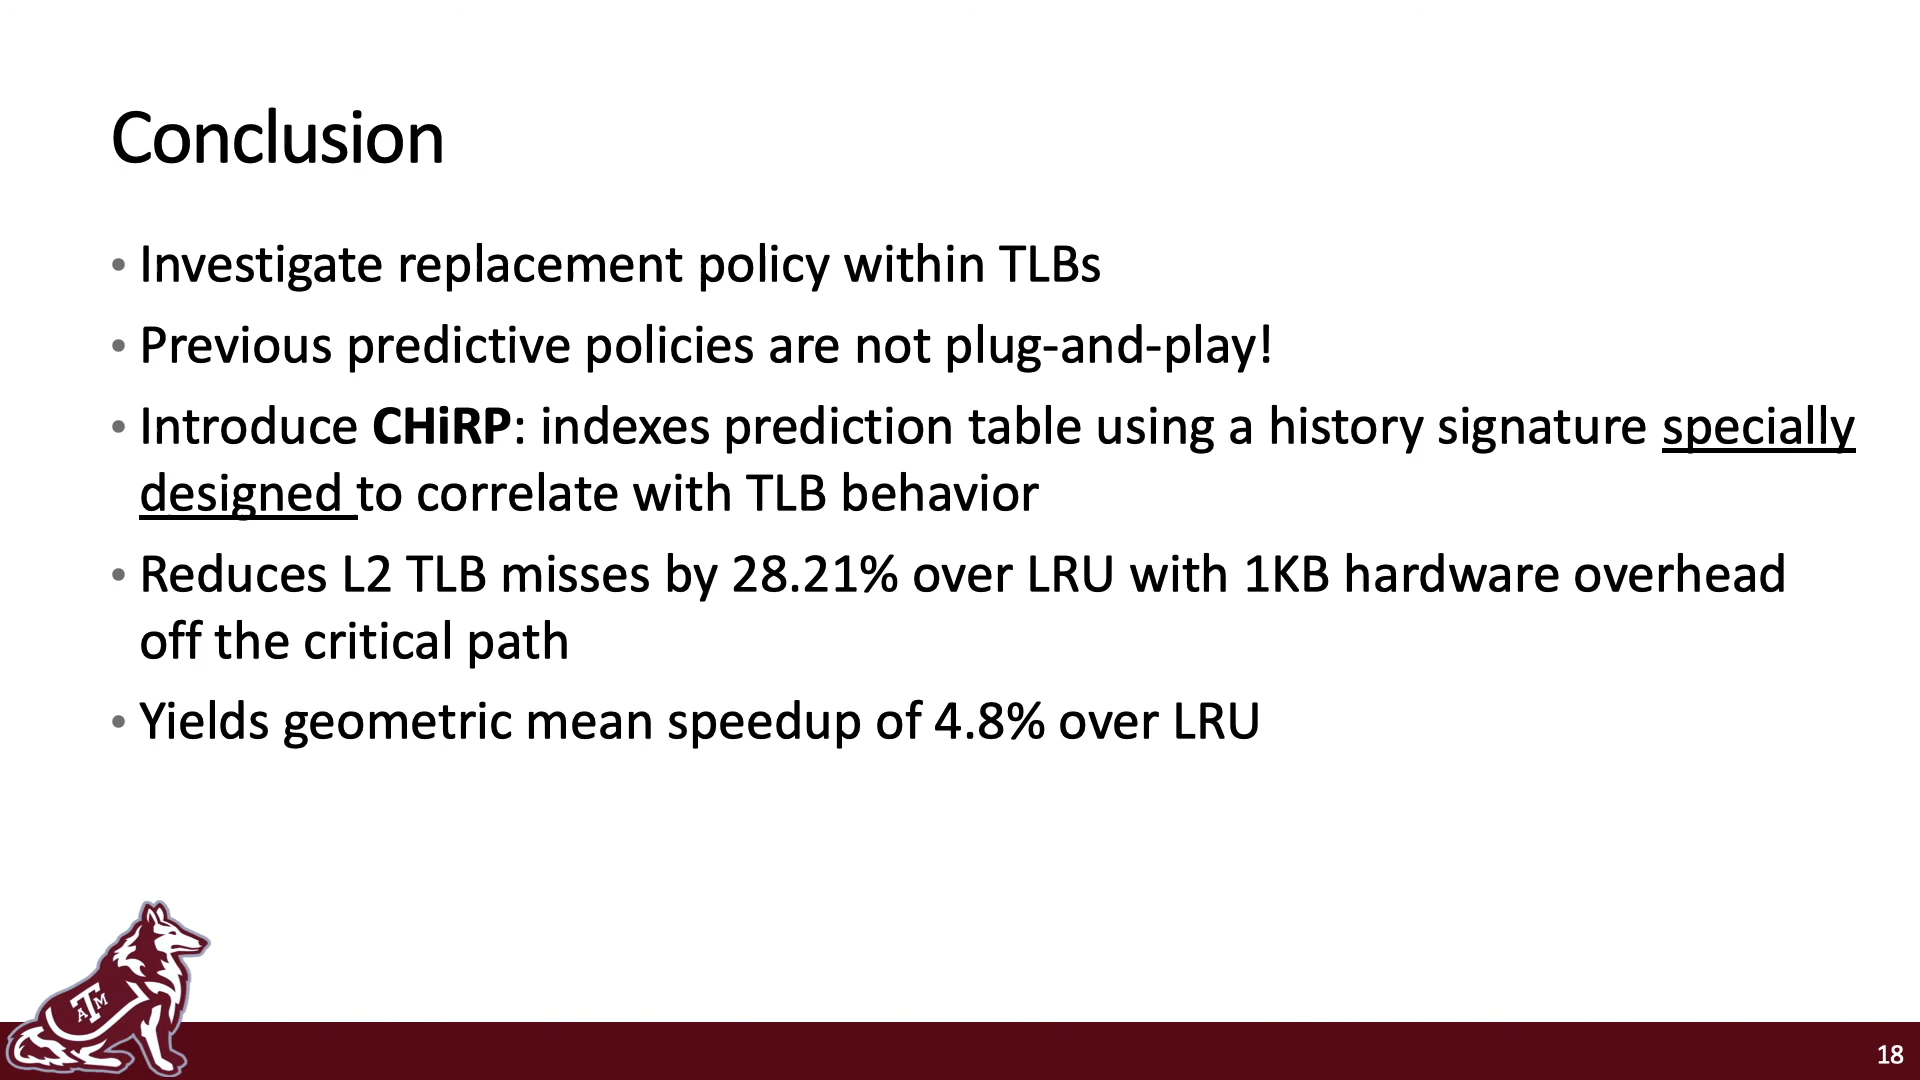 Conclusion
• Investigate replacement policy within TLBs
• Previous predictive policies are not plug-and-play!
• Introduce CHiRP: indexes prediction table using a history signature specially
designed to correlate with TLB behavior
• Reduces L2 TLB misses by 28.21% over LRU with 1KB hardware overhead
off the critical path
• Yields geometric mean speedup of 4.8% over LRU
ATM
18